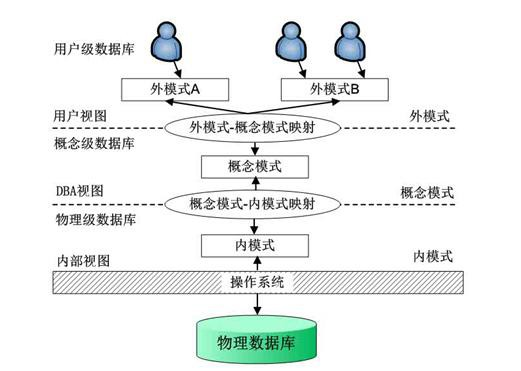 用户级数据库
外模式A
外模式B
用户视图
外模式-概念模式映射
外模式
概念级数据库
概念模式
DBA视图
概念模式-内模式映射
概念模式
物理级数据库
内模式
内部视图
内模式
操作系统
物理数据库